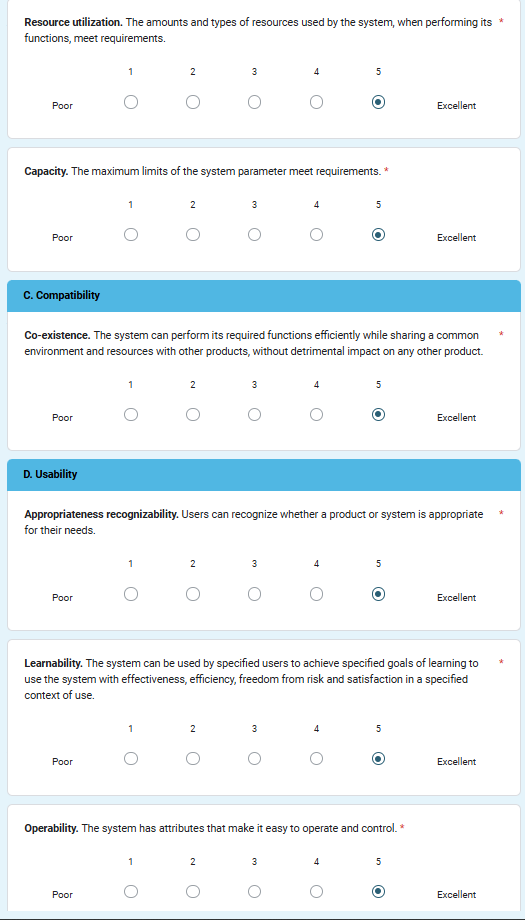 Resource utilization. The amounts and types of resources used by the system, when performing its *
functions, meet requirements.
1 2 3 4 5
Poor Excellent
Capacity. The maximum limits of the system parameter meet requirements. *
1 2 3 4 5
Poor Excellent
C. Compatibility
Co-existence. The system can perform its required functions efficiently while sharing a common *
environment and resources with other products, without detrimental impact on any other product.
1 2 3 4 5
Poor Excellent
D. Usability
Appropriateness recognizability. Users can recognize whether a product or system is appropriate *
for their needs.
1 2 3 4 5
Poor Excellent
Learnability. The system can be used by specified users to achieve specified goals of learning to *
use the system with effectiveness, efficiency, freedom from risk and satisfaction in a specified
context of use.
1 2 3 4 5
Poor Excellent
Operability. The system has attributes that make it easy to operate and control. *
1 2 3 4 5
Poor Excellent